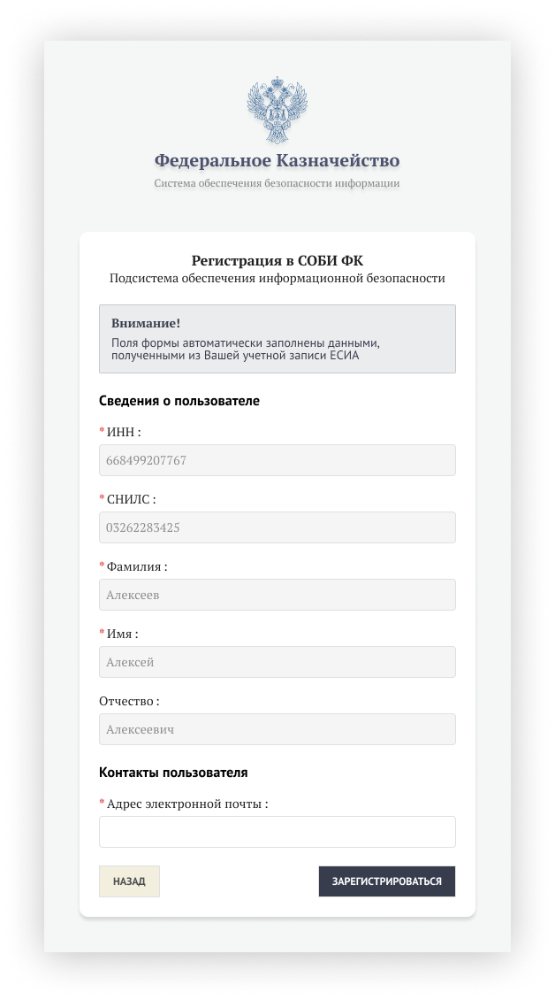 Федеральное Казначейство
Система обеспечения безопасности информации
Регистрация в СОБИ ФК
Подсистема обеспечения информационной безопасности
Внимание!
Поля формы автоматически заполнены данными,
полученными из Вашей учетной записи ЕСИА
Сведения о пользователе
* ИНН :
668499207767
* СНИЛС :
03262283425
* Фамилия :
Алексеев
* Имя :
Алексей
Отчество :
Алексеевич
Контакты пользователя
* Адрес электронной почты :
НАЗАД
ЗАРЕГИСТРИРОВАТЬСЯ